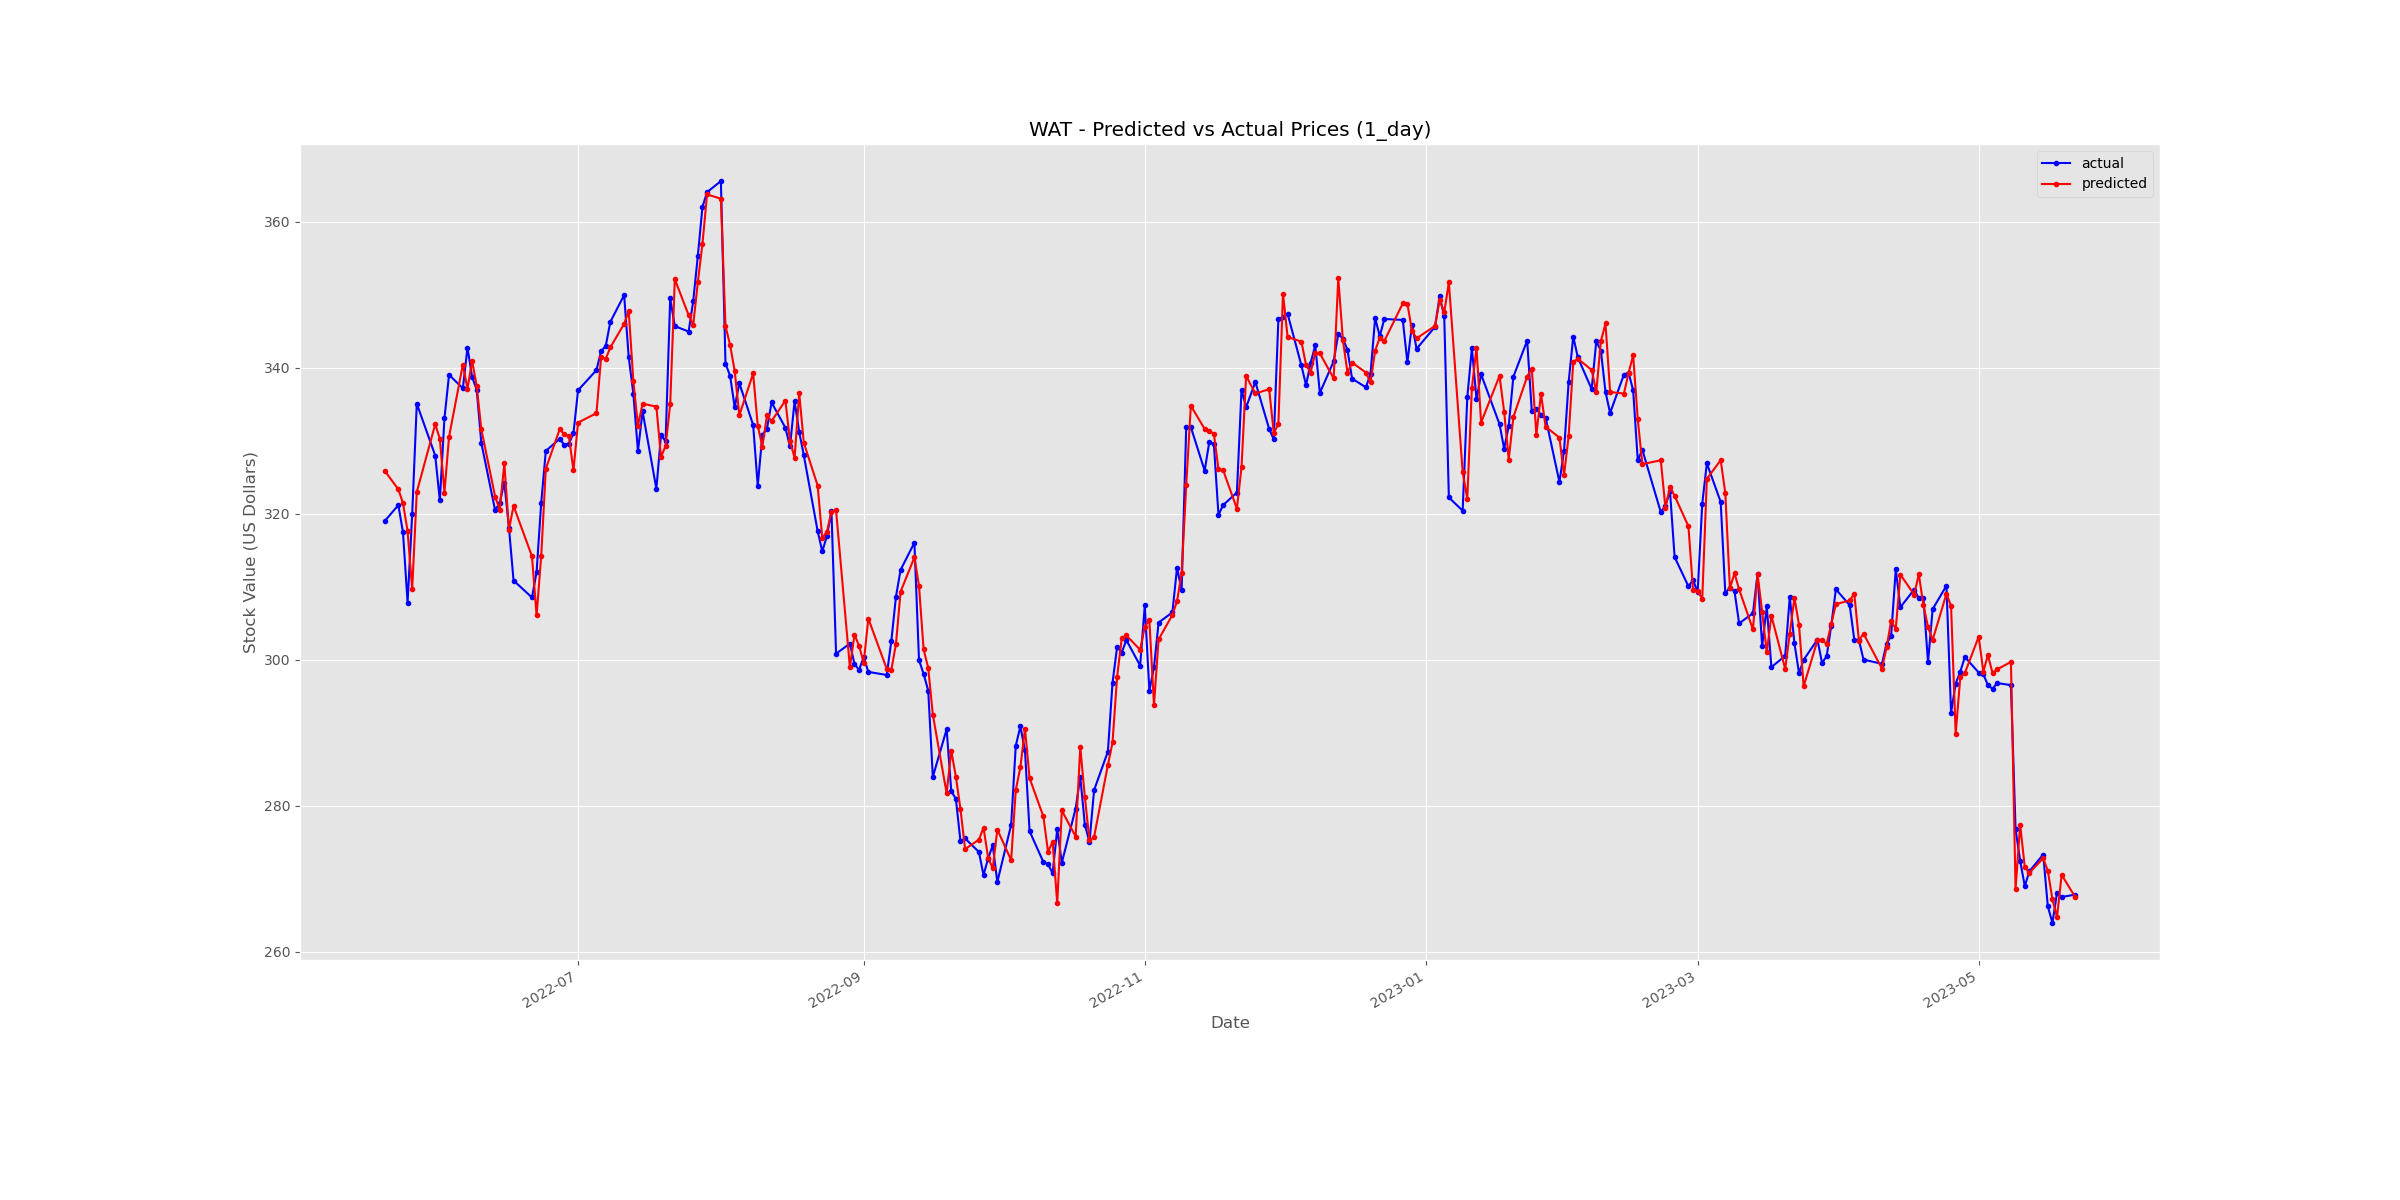 WAT - Predicted vs Actual Prices (1_day)
actual
predicted
Stock Value (US Dollars)
360
340
320
300
280
260
2022-07
2022-09
2022-11
2023-01
2023-03
2023-05
Date